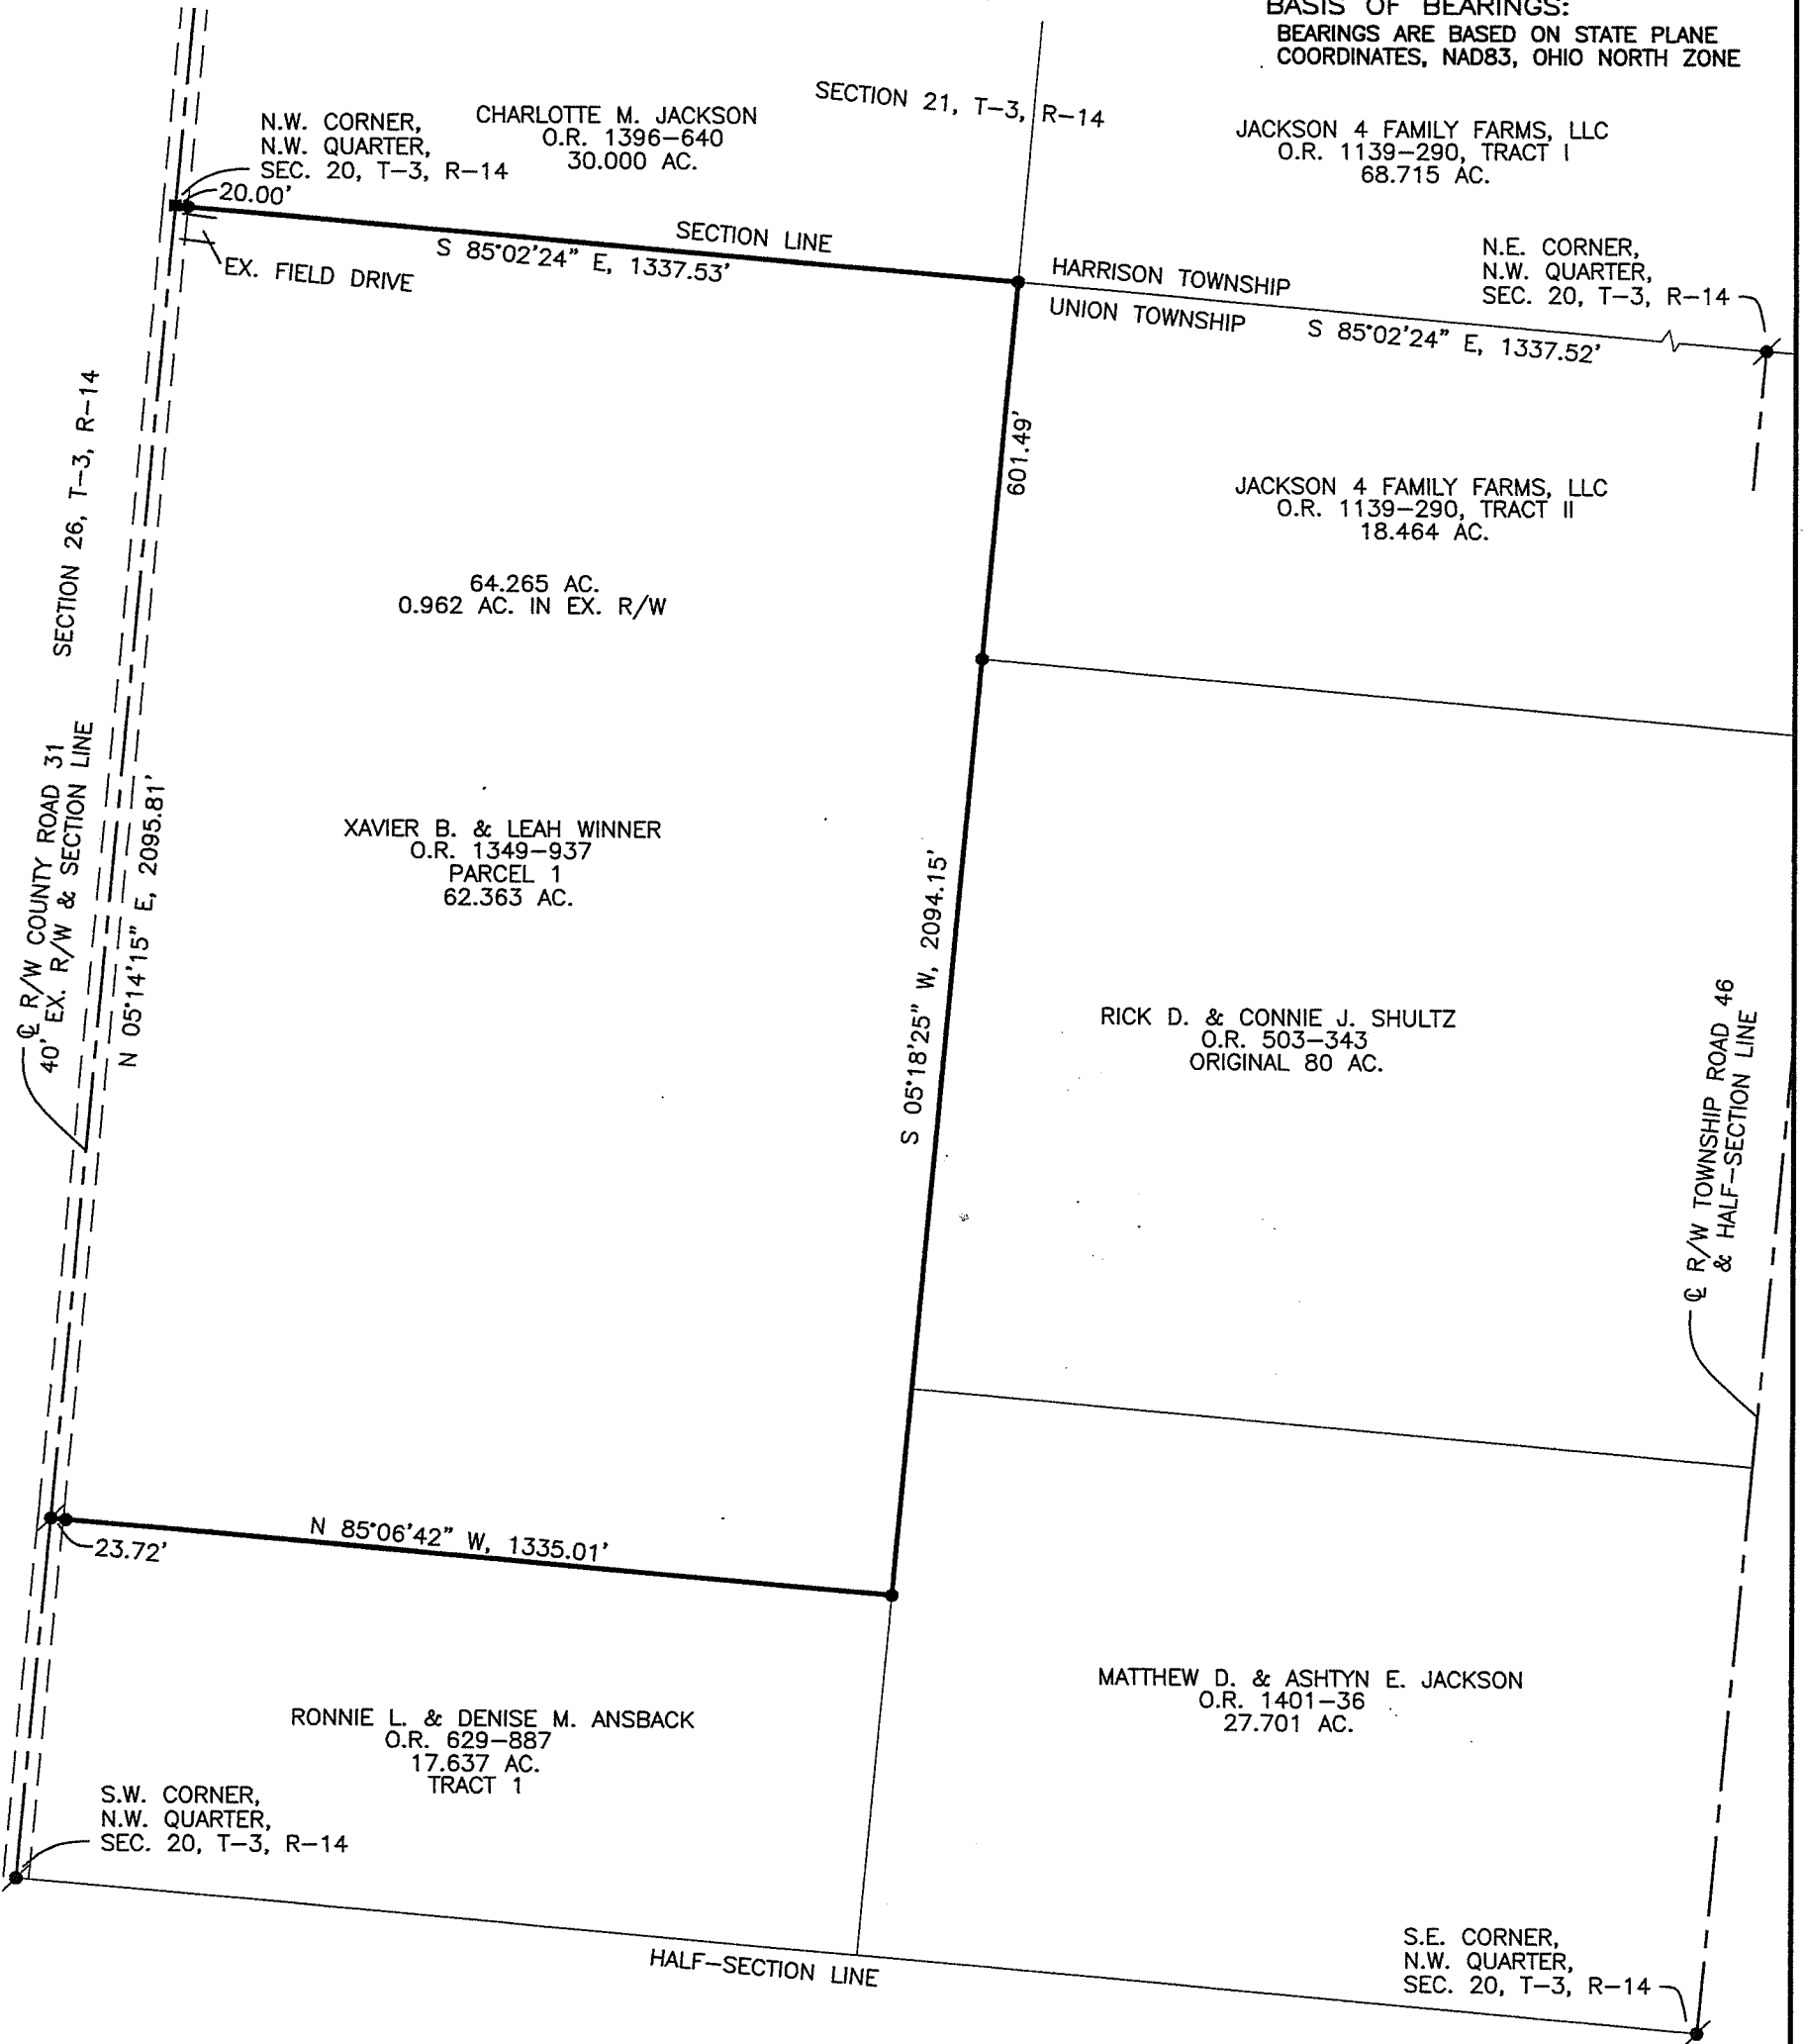 BASIS OF BEARINGS:
BEARINGS ARE BASED ON STATE PLANE
COORDINATES, NAD83, OHIO NORTH ZONE
N.W. CORNER,
N.W. QUARTER,
SEC. 20, T-3, R-14
20.00'
CHARLOTTE M. JACKSON
O.R. 1396-640
30.000 AC.
SECTION 21, T-3, R-14
JACKSON 4 FAMILY FARMS, LLC
O.R. 1139-290, TRACT I
68.715 AC.
EX. FIELD DRIVE
SECTION LINE
S 85°02'24" E, 1337.53'
HARRISON TOWNSHIP
UNION TOWNSHIP
N.E. CORNER,
N.W. QUARTER,
SEC. 20, T-3, R-14
S 85°02'24" E, 1337.52'
SECTION 26, T-3, R-14
601.49'
JACKSON 4 FAMILY FARMS, LLC
O.R. 1139-290, TRACT II
18.464 AC.
64.265 AC.
0.962 AC. IN EX. R/W
℄ R/W COUNTY ROAD 31
40' EX. R/W & SECTION LINE
N 05°14'15" E, 2095.81'
XAVIER B. & LEAH WINNER
O.R. 1349-937
PARCEL 1
62.363 AC.
S 05°18'25" W, 2094.15'
RICK D. & CONNIE J. SHULTZ
O.R. 503-343
ORIGINAL 80 AC.
℄ R/W TOWNSHIP ROAD 46
& HALF-SECTION LINE
N 85°06'42" W, 1335.01'
23.72'
RONNIE L. & DENISE M. ANSBACK
O.R. 629-887
17.637 AC.
TRACT 1
MATTHEW D. & ASHTYN E. JACKSON
O.R. 1401-36
27.701 AC.
S.W. CORNER,
N.W. QUARTER,
SEC. 20, T-3, R-14
HALF-SECTION LINE
S.E. CORNER,
N.W. QUARTER,
SEC. 20, T-3, R-14